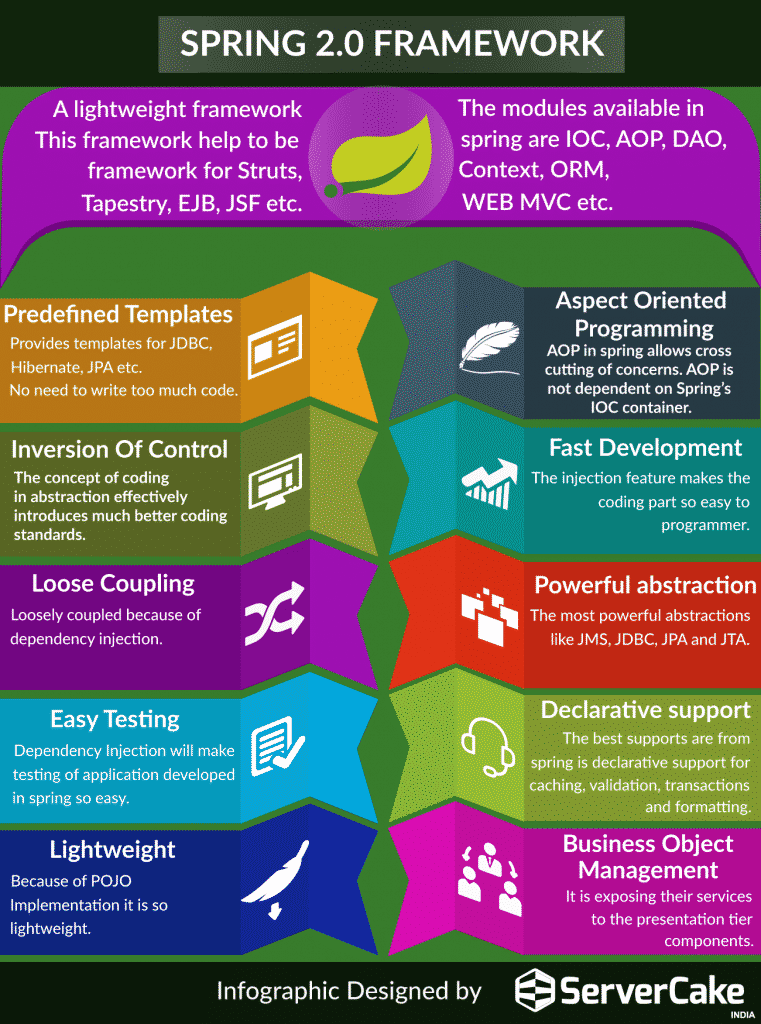 SPRING 2.0 FRAMEWORK
A lightweight framework
This framework help to be
framework for Struts,
Tapestry, EJB, JSF etc.
The modules available in
spring are IOC, AOP, DAO,
Context, ORM,
WEB MVC etc.
Predefined Templates
Provides templates for JDBC,
Hibernate, JPA etc.
No need to write too much code.
Aspect Oriented
Programming
AOP in spring allows cross
cutting of concerns. AOP is
not dependent on Spring's
IOC container.
Inversion Of Control
The concept of coding
in abstraction effectively
introduces much better coding
standards.
Fast Development
The injection feature makes the
coding part so easy to
programmer.
Loose Coupling
Loosely coupled because of
dependency injection.
Powerful abstraction
The most powerful abstractions
like JMS, JDBC, JPA and JTA.
Easy Testing
Dependency Injection will make
testing of application developed
in spring so easy.
Declarative support
The best supports are from
spring is declarative support for
caching, validation, transactions
and formatting.
Lightweight
Because of POJO
Implementation it is so
lightweight.
Business Object
Management
It is exposing their services
to the presentation tier
components.
Infographic Designed by
ServerCake
INDIA